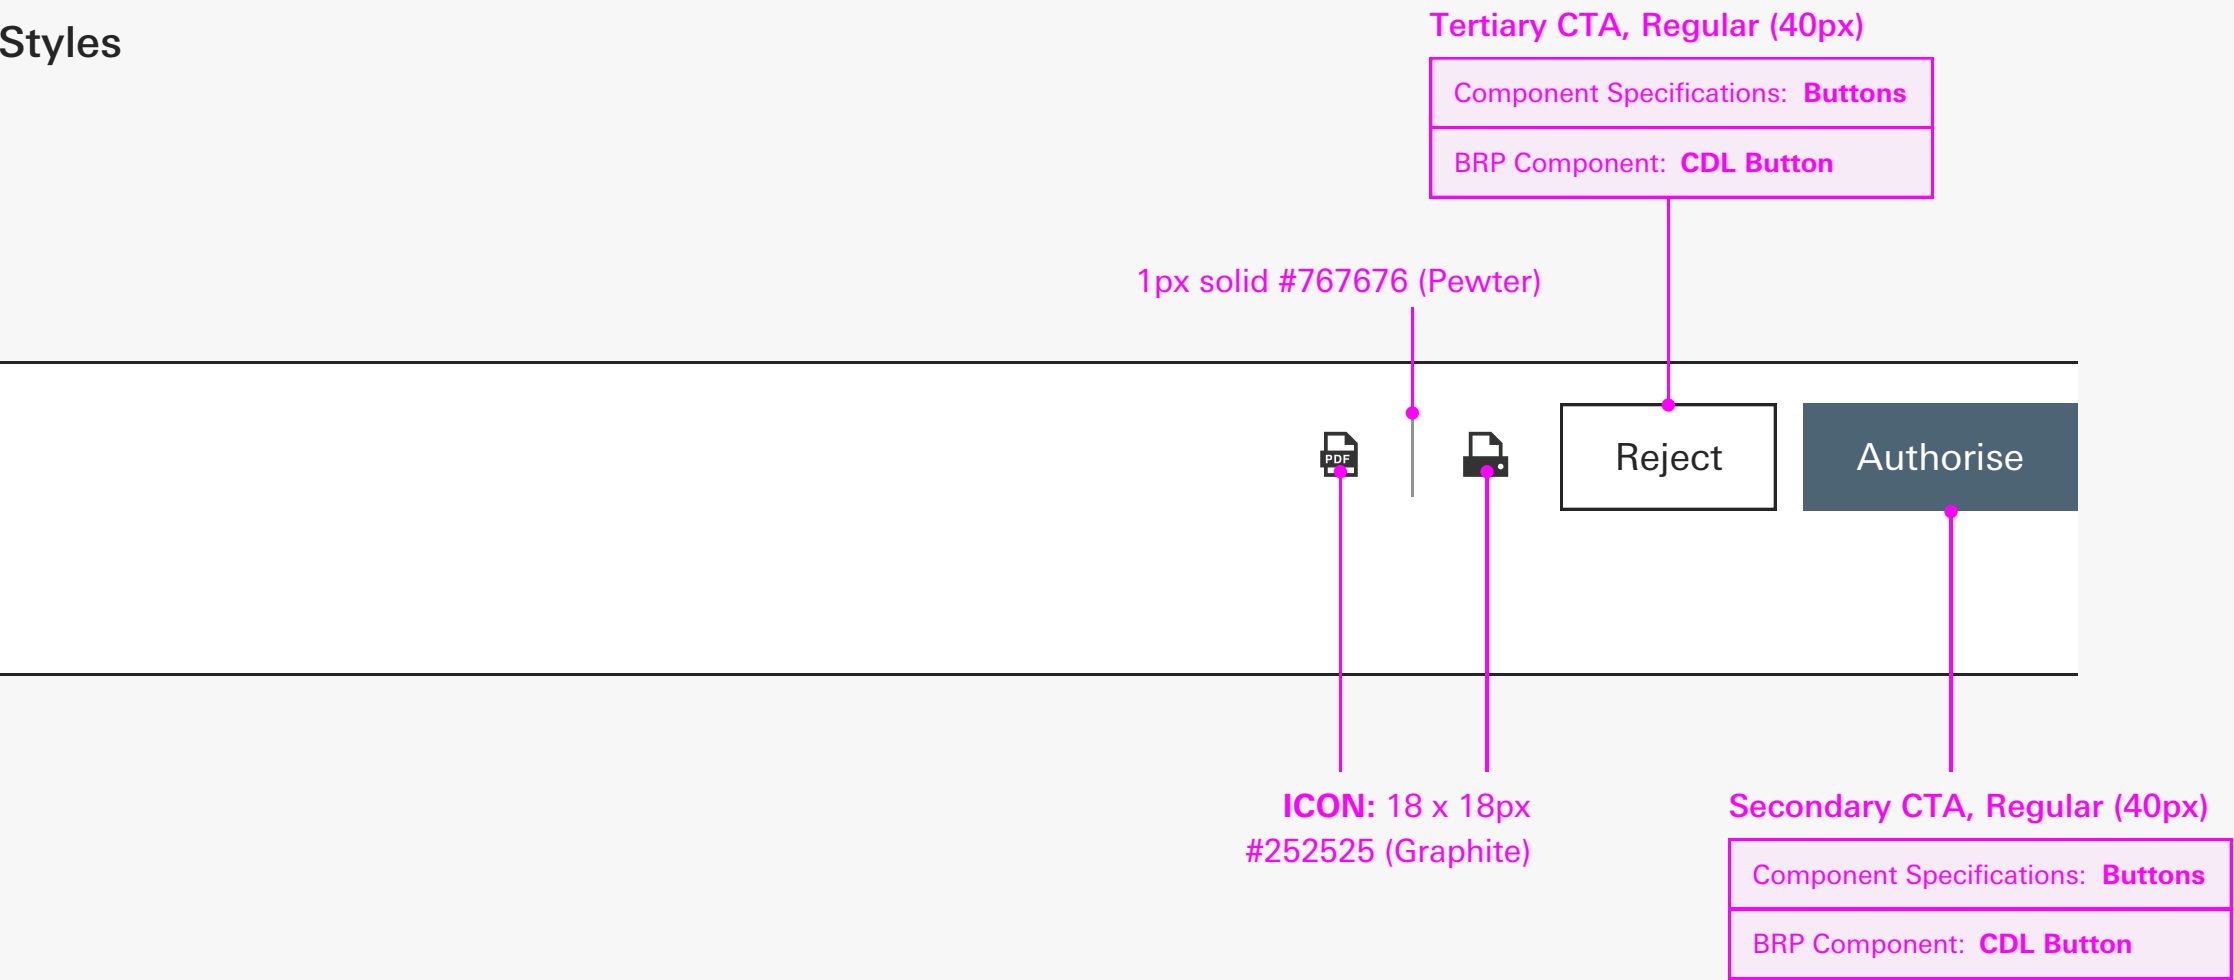 Styles
Tertiary CTA, Regular (40px)
Component Specifications: Buttons
BRP Component: CDL Button
1px solid #767676 (Pewter)
PDF
Reject
Authorise
ICON: 18 x 18px
#252525 (Graphite)
Secondary CTA, Regular (40px)
Component Specifications: Buttons
BRP Component: CDL Button